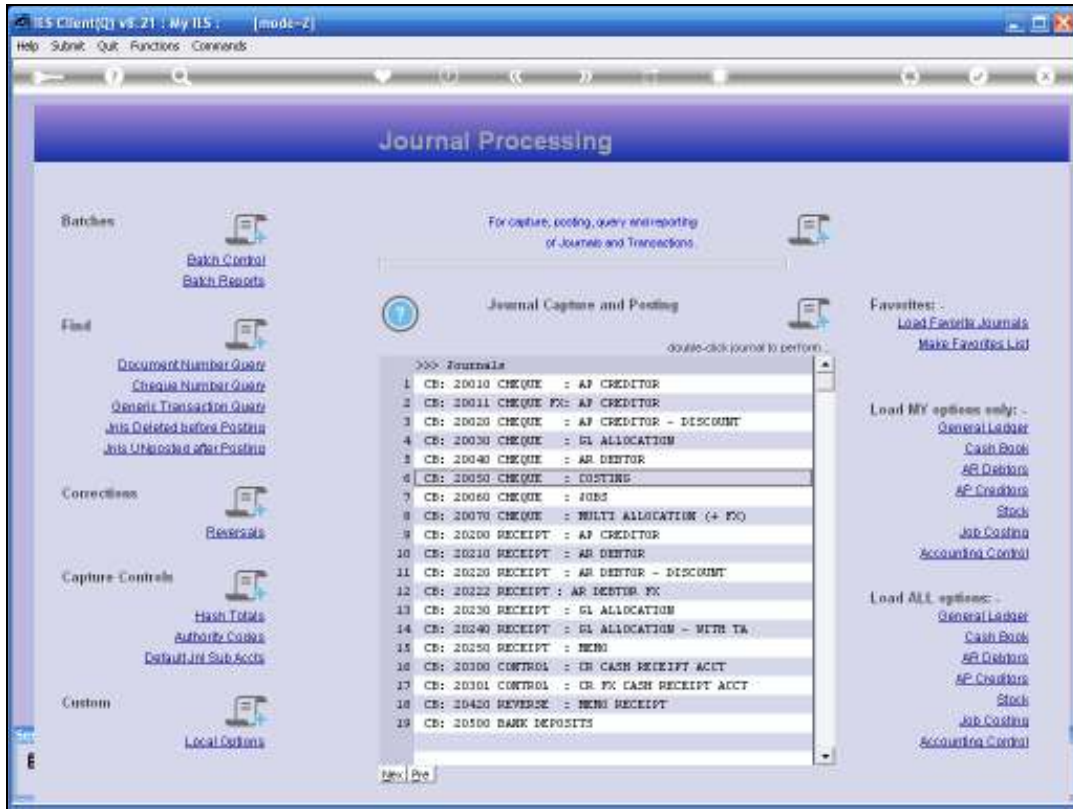 IES Client(Q) v8.21 : My IES : [mode-2]
Help Submit Quit Functions Commands
Journal Processing
Batches
Batch Control
Batch Reports
Find
Document Number Query
Cheque Number Query
Generic Transaction Query
Jnls Deleted before Posting
Jnls UNposted after Posting
Corrections
Reversals
Capture Controls
Hash Totals
Authority Codes
Default Jnl Sub Accts
Custom
Local Options
For capture, posting, query and reporting
of Journals and Transactions.
Journal Capture and Posting
double-click journal to perform ..
>>> Journals
1 CB: 20010 CHEQUE : AP CREDITOR
2 CB: 20011 CHEQUE FX: AP CREDITOR
3 CB: 20020 CHEQUE : AP CREDITOR - DISCOUNT
4 CB: 20030 CHEQUE : GL ALLOCATION
5 CB: 20040 CHEQUE : AR DEBTOR
6 CB: 20050 CHEQUE : COSTING
7 CB: 20060 CHEQUE : JOBS
8 CB: 20070 CHEQUE : MULTI ALLOCATION (+ FX)
9 CB: 20200 RECEIPT : AP CREDITOR
10 CB: 20210 RECEIPT : AR DEBTOR
11 CB: 20220 RECEIPT : AR DEBTOR - DISCOUNT
12 CB: 20222 RECEIPT : AR DEBTOR FX
13 CB: 20230 RECEIPT : GL ALLOCATION
14 CB: 20240 RECEIPT : GL ALLOCATION - WITH TA
15 CB: 20250 RECEIPT : MEMO
16 CB: 20300 CONTROL : CR CASH RECEIPT ACCT
17 CB: 20301 CONTROL : CR FX CASH RECEIPT ACCT
18 CB: 20420 REVERSE : MEMO RECEIPT
19 CB: 20500 BANK DEPOSITS
Nex Pre
Favorites: -
Load Favorite Journals
Make Favorites List
Load MY options only: -
General Ledger
Cash Book
AR Debtors
AP Creditors
Stock
Job Costing
Accounting Control
Load ALL options: -
General Ledger
Cash Book
AR Debtors
AP Creditors
Stock
Job Costing
Accounting Control